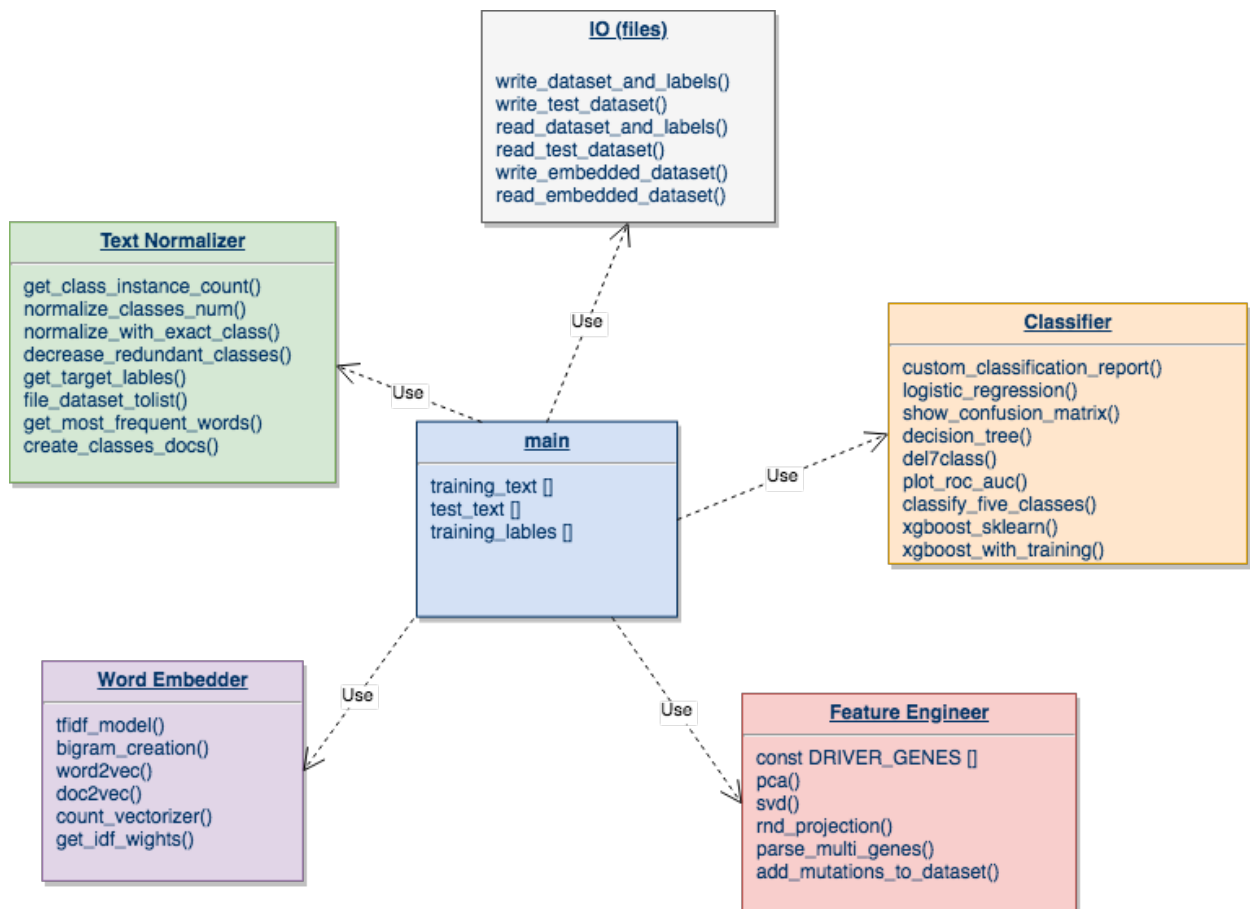 IO (files)
write_dataset_and_labels()
write_test_dataset()
read_dataset_and_labels()
read_test_dataset()
write_embedded_dataset()
read_embedded_dataset()
Text Normalizer
get_class_instance_count()
normalize_classes_num()
normalize_with_exact_class()
decrease_redundant_classes()
get_target_lables()
file_dataset_tolist()
get_most_frequent_words()
create_classes_docs()
Use
Use
Classifier
custom_classification_report()
logistic_regression()
show_confusion_matrix()
decision_tree()
del7class()
plot_roc_auc()
classify_five_classes()
xgboost_sklearn()
xgboost_with_training()
Use
main
training_text []
test_text []
training_lables []
Use
Use
Word Embedder
tfidf_model()
bigram_creation()
word2vec()
doc2vec()
count_vectorizer()
get_idf_wights()
Feature Engineer
const DRIVER_GENES []
pca()
svd()
rnd_projection()
parse_multi_genes()
add_mutations_to_dataset()